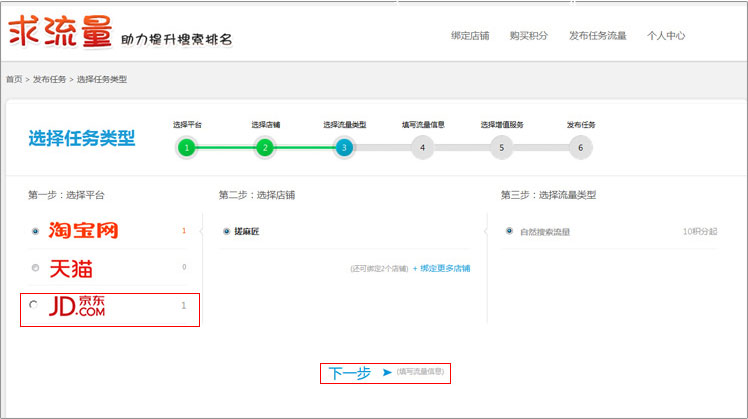 求流量 助力提升搜索排名
绑定店铺 购买积分 发布任务流量 个人中心
首页 > 发布任务 > 选择任务类型
选择任务类型
选择平台 选择店铺 选择流量类型 填写流量信息 选择增值服务 发布任务
1 2 3 4 5 6
第一步：选择平台 第二步：选择店铺 第三步：选择流量类型
淘宝网 1 搓麻匠 自然搜索流量 10积分起
天猫 0 (还可绑定2个店铺) + 绑定更多店铺
JD 京东 .COM 1
下一步 (填写流量信息)